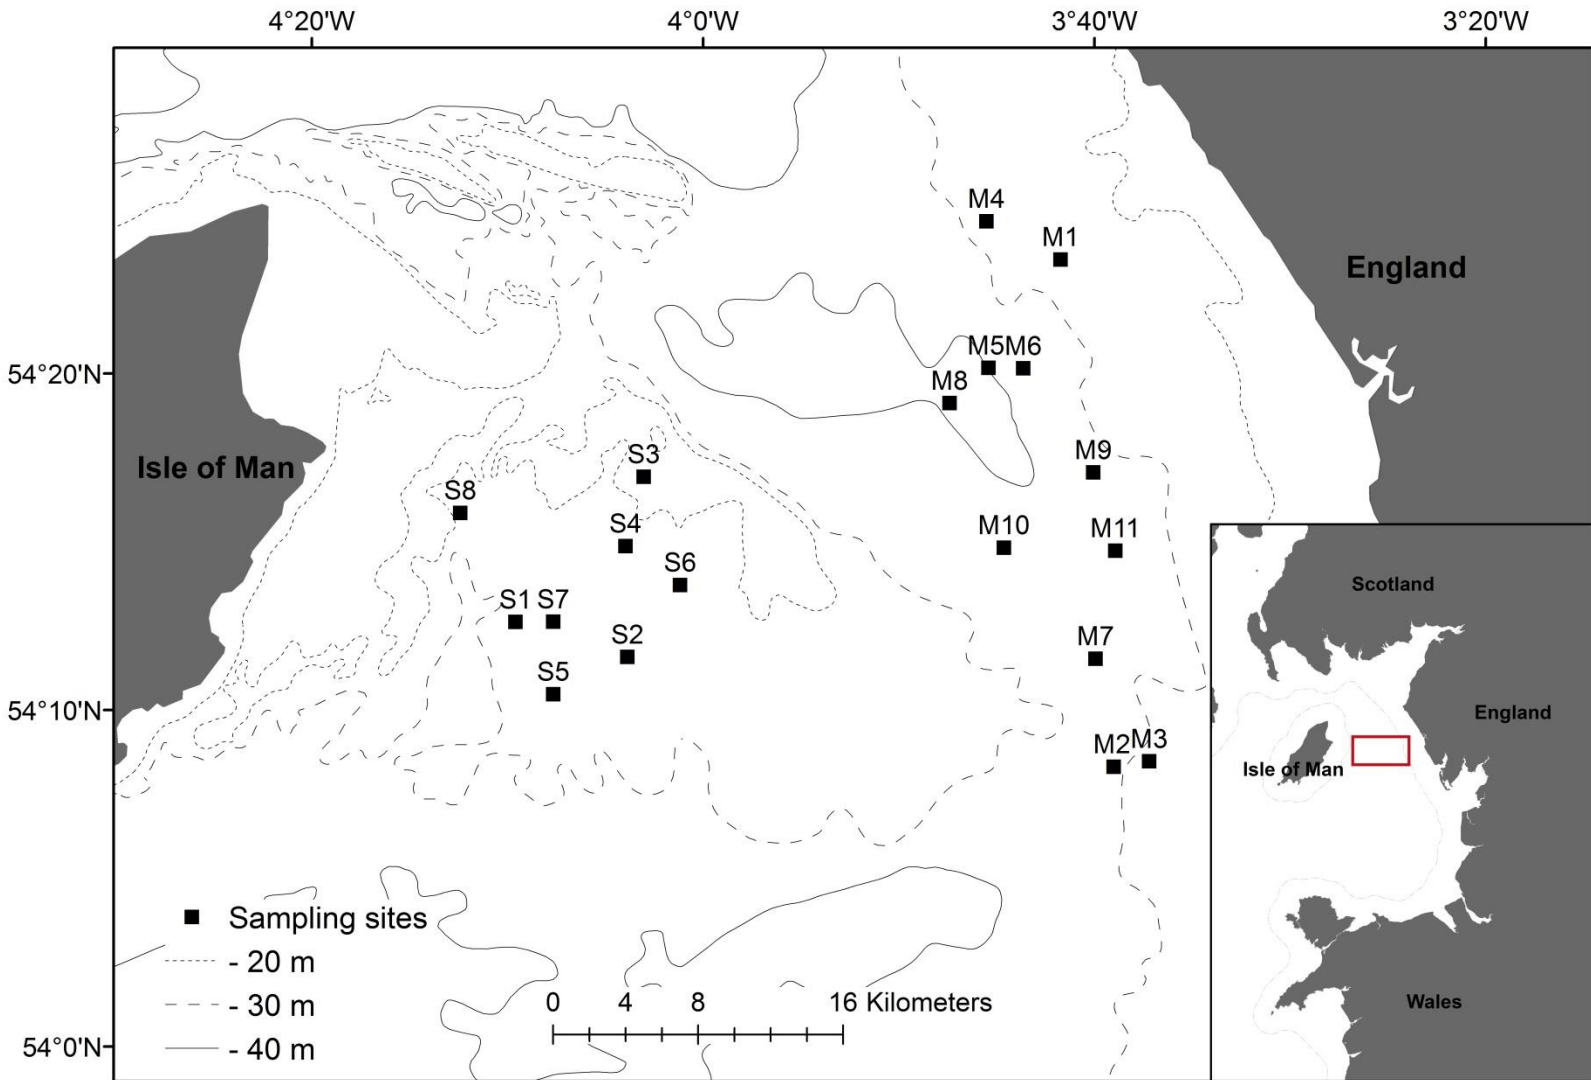 4°20'W 4°0'W 3°40'W 3°20'W
M4
M1
England
M5 M6
54°20'N
M8
Isle of Man
S3
M9
S8
S4
M10 M11
S6
Scotland
S1 S7
S2
M7
S5
54°10'N
England
M2 M3
Isle of Man
Sampling sites
- 20 m
- 30 m
- 40 m
0 4 8 16 Kilometers
Wales
54°0'N